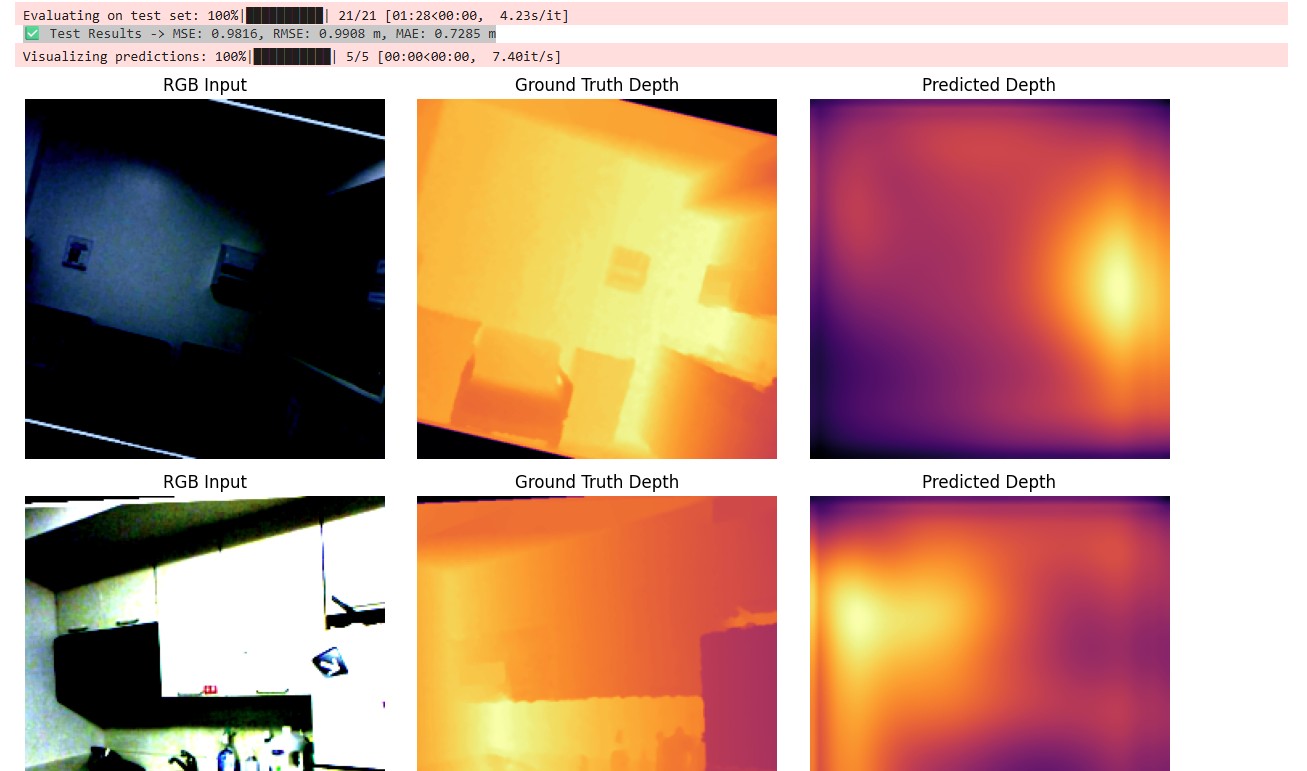 Evaluating on test set: 100%|██████████| 21/21 [01:28<00:00,  4.23s/it]
✅ Test Results -> MSE: 0.9816, RMSE: 0.9908 m, MAE: 0.7285 m
Visualizing predictions: 100%|██████████| 5/5 [00:00<00:00,  7.40it/s]
RGB Input
Ground Truth Depth
Predicted Depth
RGB Input
Ground Truth Depth
Predicted Depth